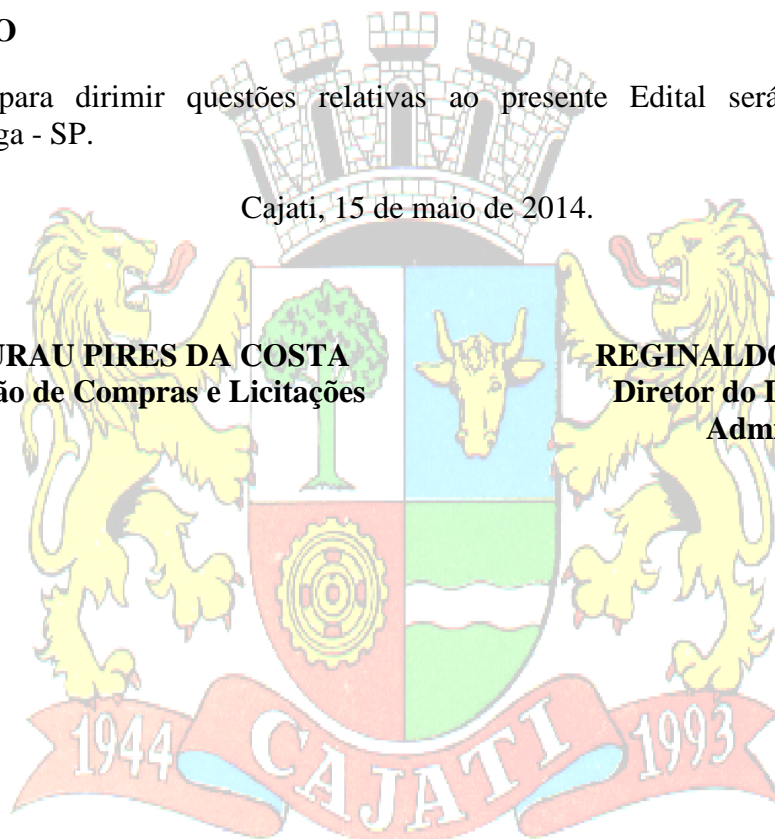 O
para dirimir questões relativas ao presente Edital será
ga - SP.
Cajati, 15 de maio de 2014.
URAU PIRES DA COSTA
REGINALDO
ão de Compras e Licitações
Diretor do D
Admi
1944 CAJATI 1993